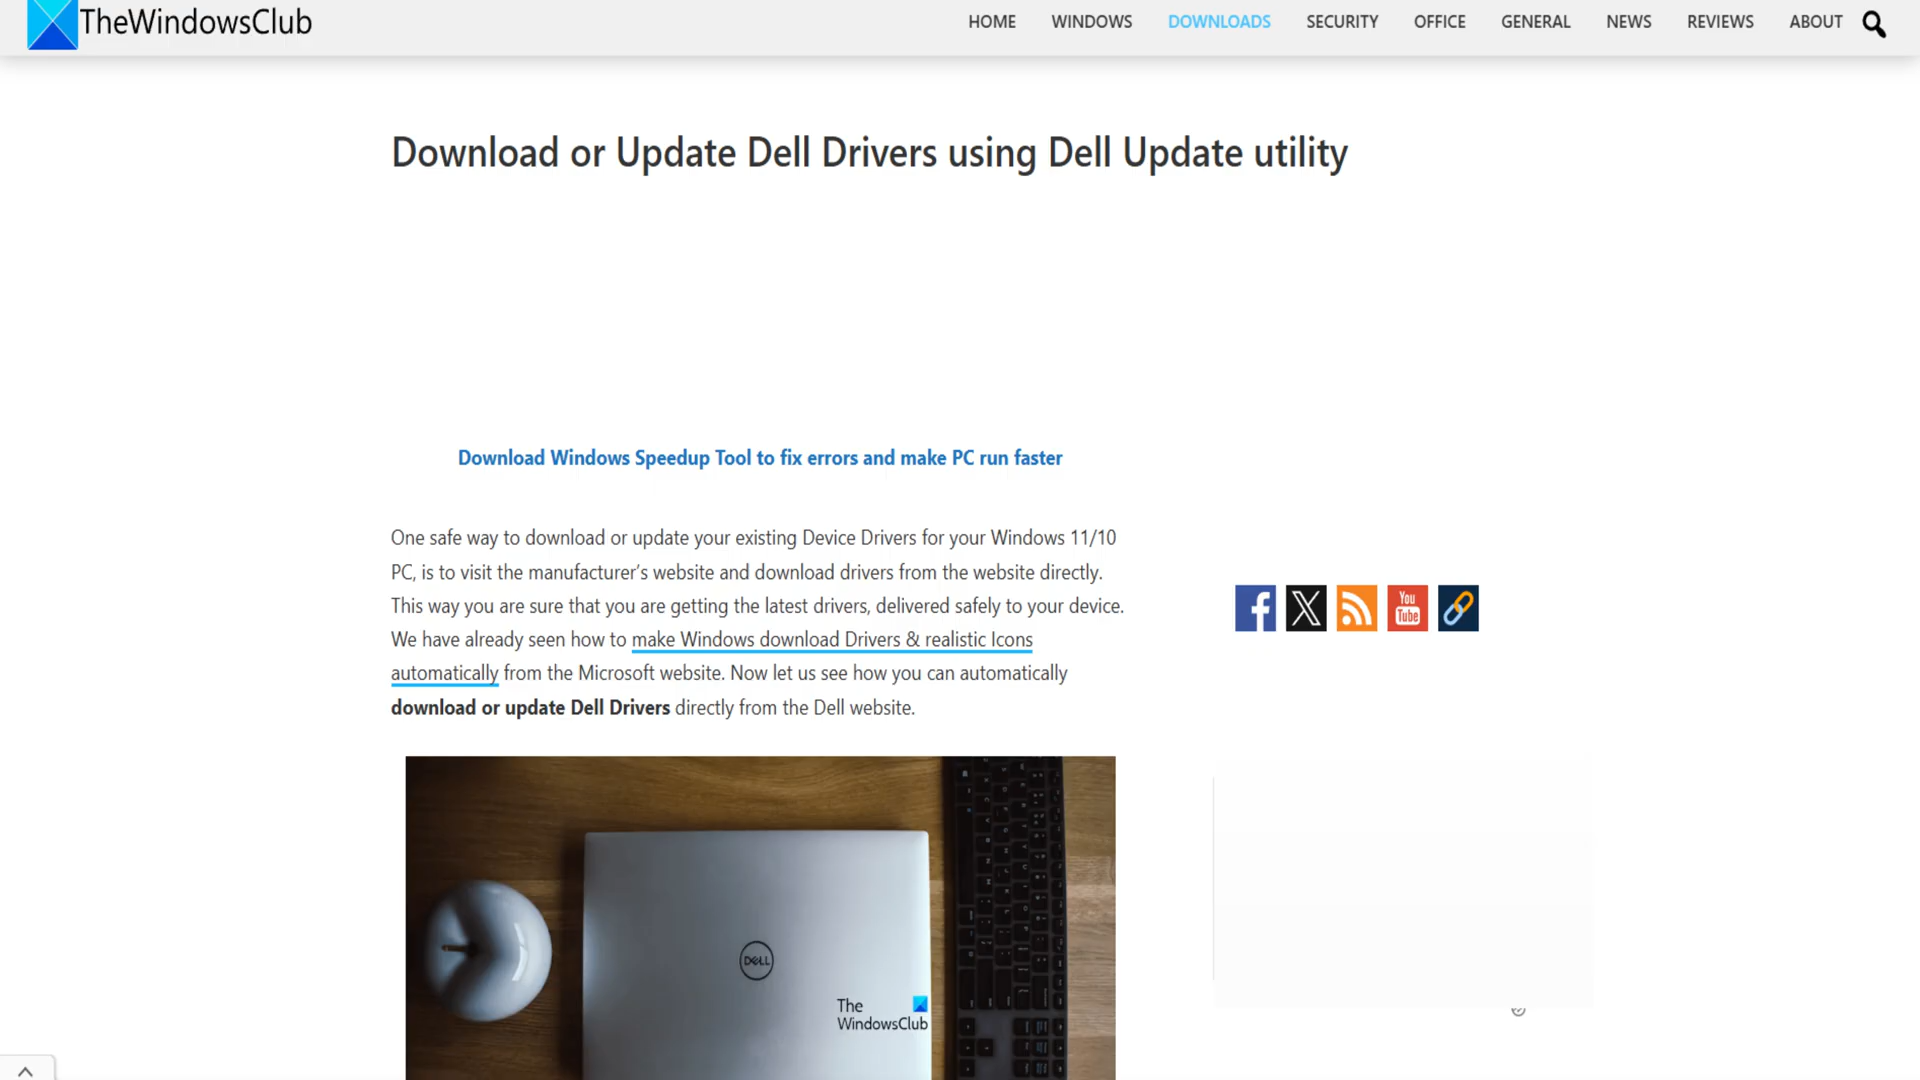 TheWindowsClub
HOME WINDOWS DOWNLOADS SECURITY OFFICE GENERAL NEWS REVIEWS ABOUT
Download or Update Dell Drivers using Dell Update utility
Download Windows Speedup Tool to fix errors and make PC run faster
One safe way to download or update your existing Device Drivers for your Windows 11/10
PC, is to visit the manufacturer’s website and download drivers from the website directly.
This way you are sure that you are getting the latest drivers, delivered safely to your device.
We have already seen how to make Windows download Drivers & realistic Icons
automatically from the Microsoft website. Now let us see how you can automatically
download or update Dell Drivers directly from the Dell website.
You
Tube
DELL
The
WindowsClub